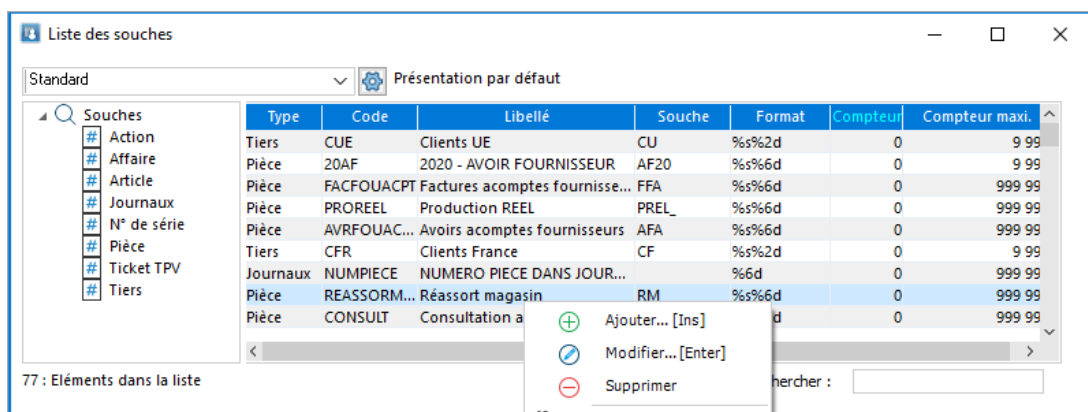 Liste des souches
Standard Présentation par défaut
Souches
Action
Affaire
Article
Journaux
N° de série
Pièce
Ticket TPV
Tiers
Type Code Libellé Souche Format Compteur Compteur maxi.
Tiers CUE Clients UE CU %s%2d 0 9 99
Pièce 20AF 2020 - AVOIR FOURNISSEUR AF20 %s%6d 0 9 99
Pièce FACFOUACPT Factures acomptes fournisse... FFA %s%6d 0 999 99
Pièce PROREEL Production REEL PREL_ %s%6d 0 999 99
Pièce AVRFOUAC... Avoirs acomptes fournisseurs AFA %s%6d 0 999 99
Tiers CFR Clients France CF %s%2d 0 9 99
Journaux NUMPIECE NUMERO PIECE DANS JOUR... %6d 0 999 99
Pièce REASSORM... Réassort magasin RM %s%6d 0 999 99
Pièce CONSULT Consultation a d 0 999 99
Ajouter... [Ins]
Modifier... [Enter]
Supprimer
77 : Eléments dans la liste hercher :